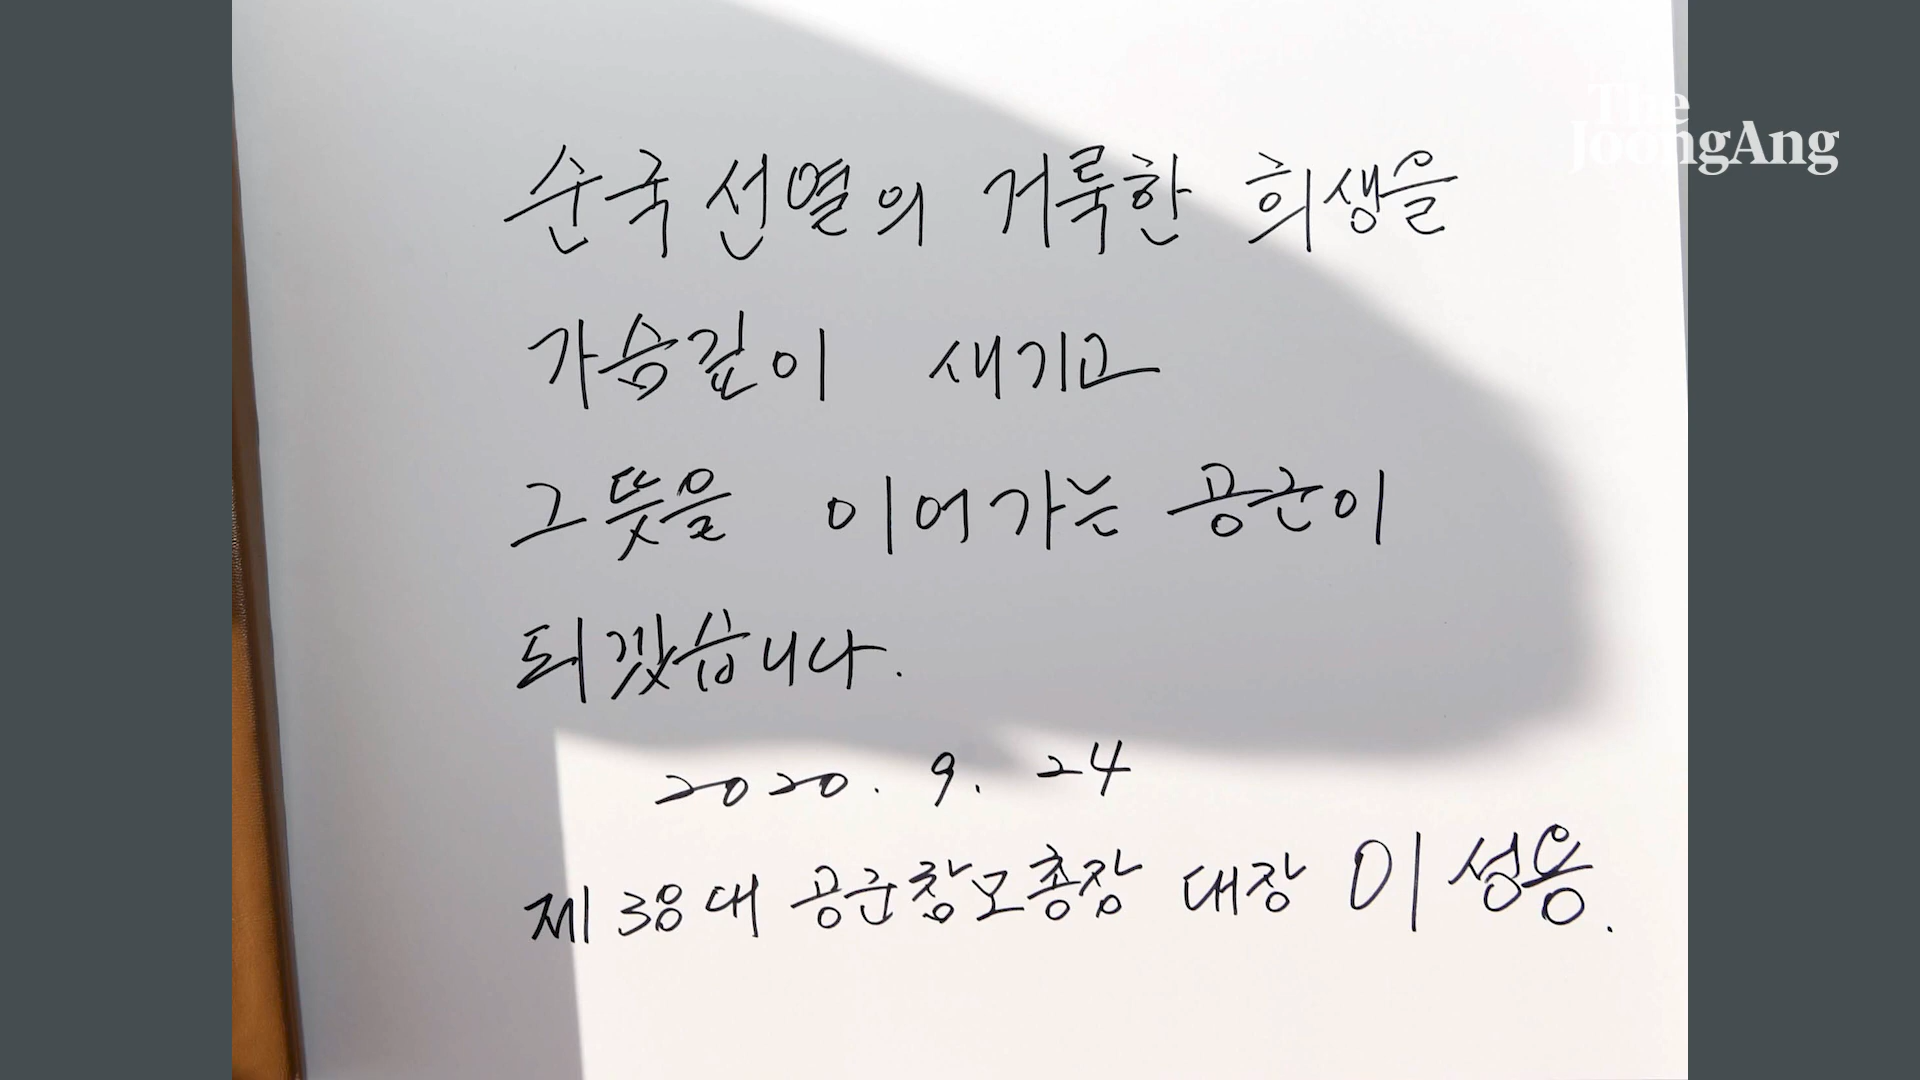 The
JoongAng
순국선열의 거룩한 희생을
가슴깊이 새기고
그 뜻을 이어가는 공군이
되겠습니다.
2020. 9. 24
제38대 공군참모총장 대장 이성용.